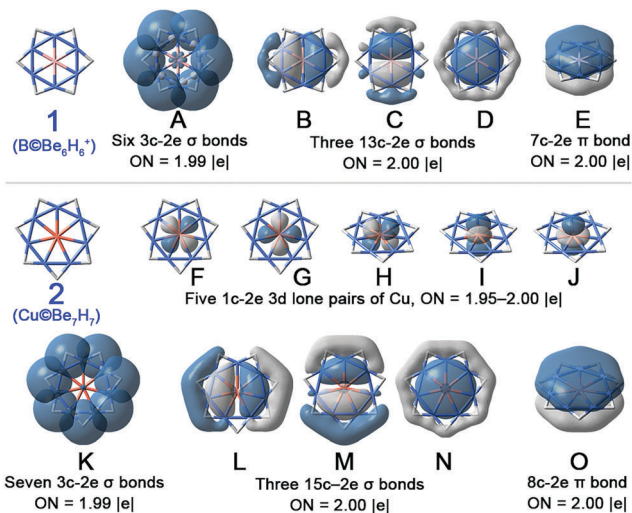 A B C D E
1
(B©Be₆H₆⁺)
Six 3c-2e σ bonds
ON = 1.99 |e|
Three 13c-2e σ bonds
ON = 2.00 |e|
7c-2e π bond
ON = 2.00 |e|
2
(Cu©Be₇H₇)
F G H I J
Five 1c-2e 3d lone pairs of Cu, ON = 1.95–2.00 |e|
K L M N O
Seven 3c-2e σ bonds
ON = 1.99 |e|
Three 15c–2e σ bonds
ON = 2.00 |e|
8c-2e π bond
ON = 2.00 |e|